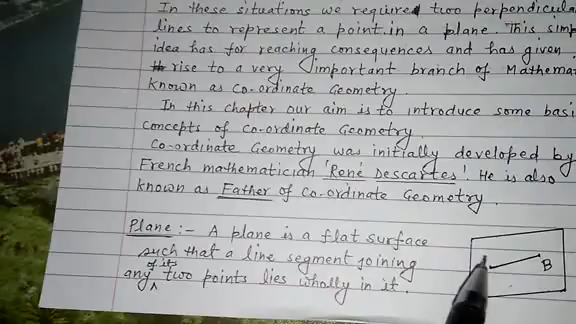 In these situations we require two perpendicula
lines to represent a point in a plane. This simp
idea has for reaching consequences and has given
rise to a very important branch of Mathema
known as Co-ordinate Geometry.
In this chapter our aim is to introduce some basi
concepts of co-ordinate Geometry
Co-ordinate Geometry was initially developed by
French mathematician 'René Descartes'. He is also
known as Father of Co-ordinate Geometry.
Plane:- A plane is a flat surface
such that a line segment joining
any of its two points lies wholly in it.
B